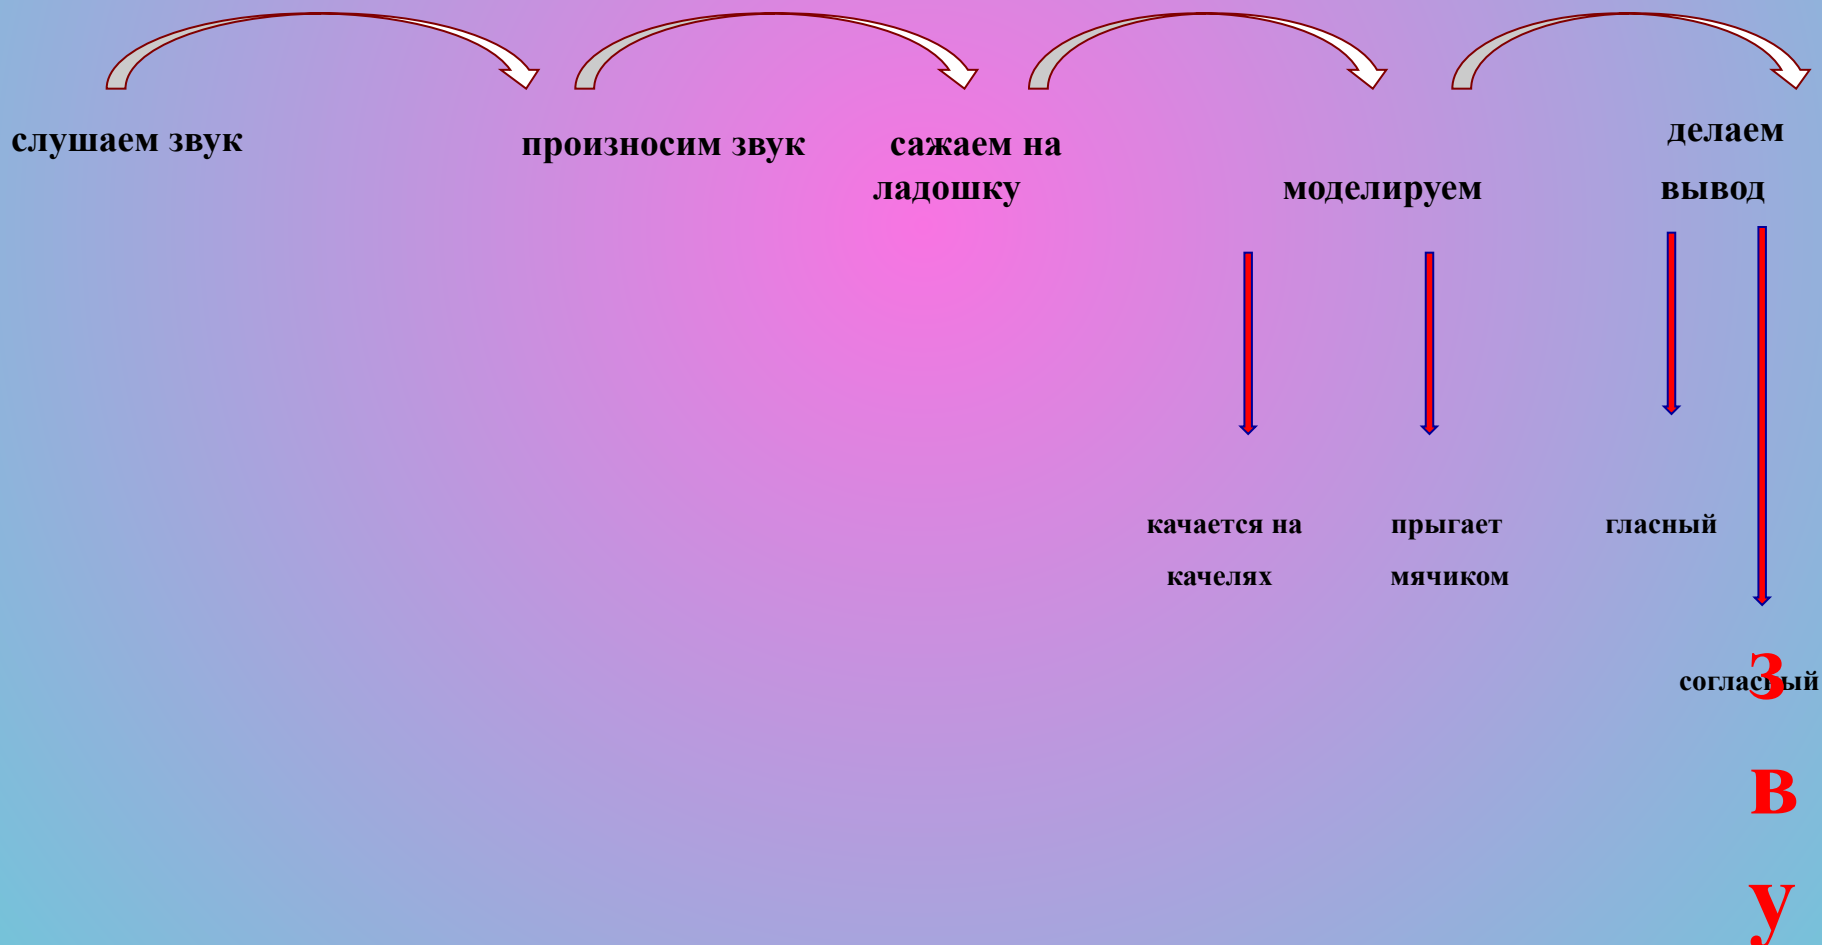 слушаем звук
произносим звук
сажаем на
ладошку
моделируем
делаем
вывод
качается на
качелях
прыгает
мячиком
гласный
согласный
З
В
У